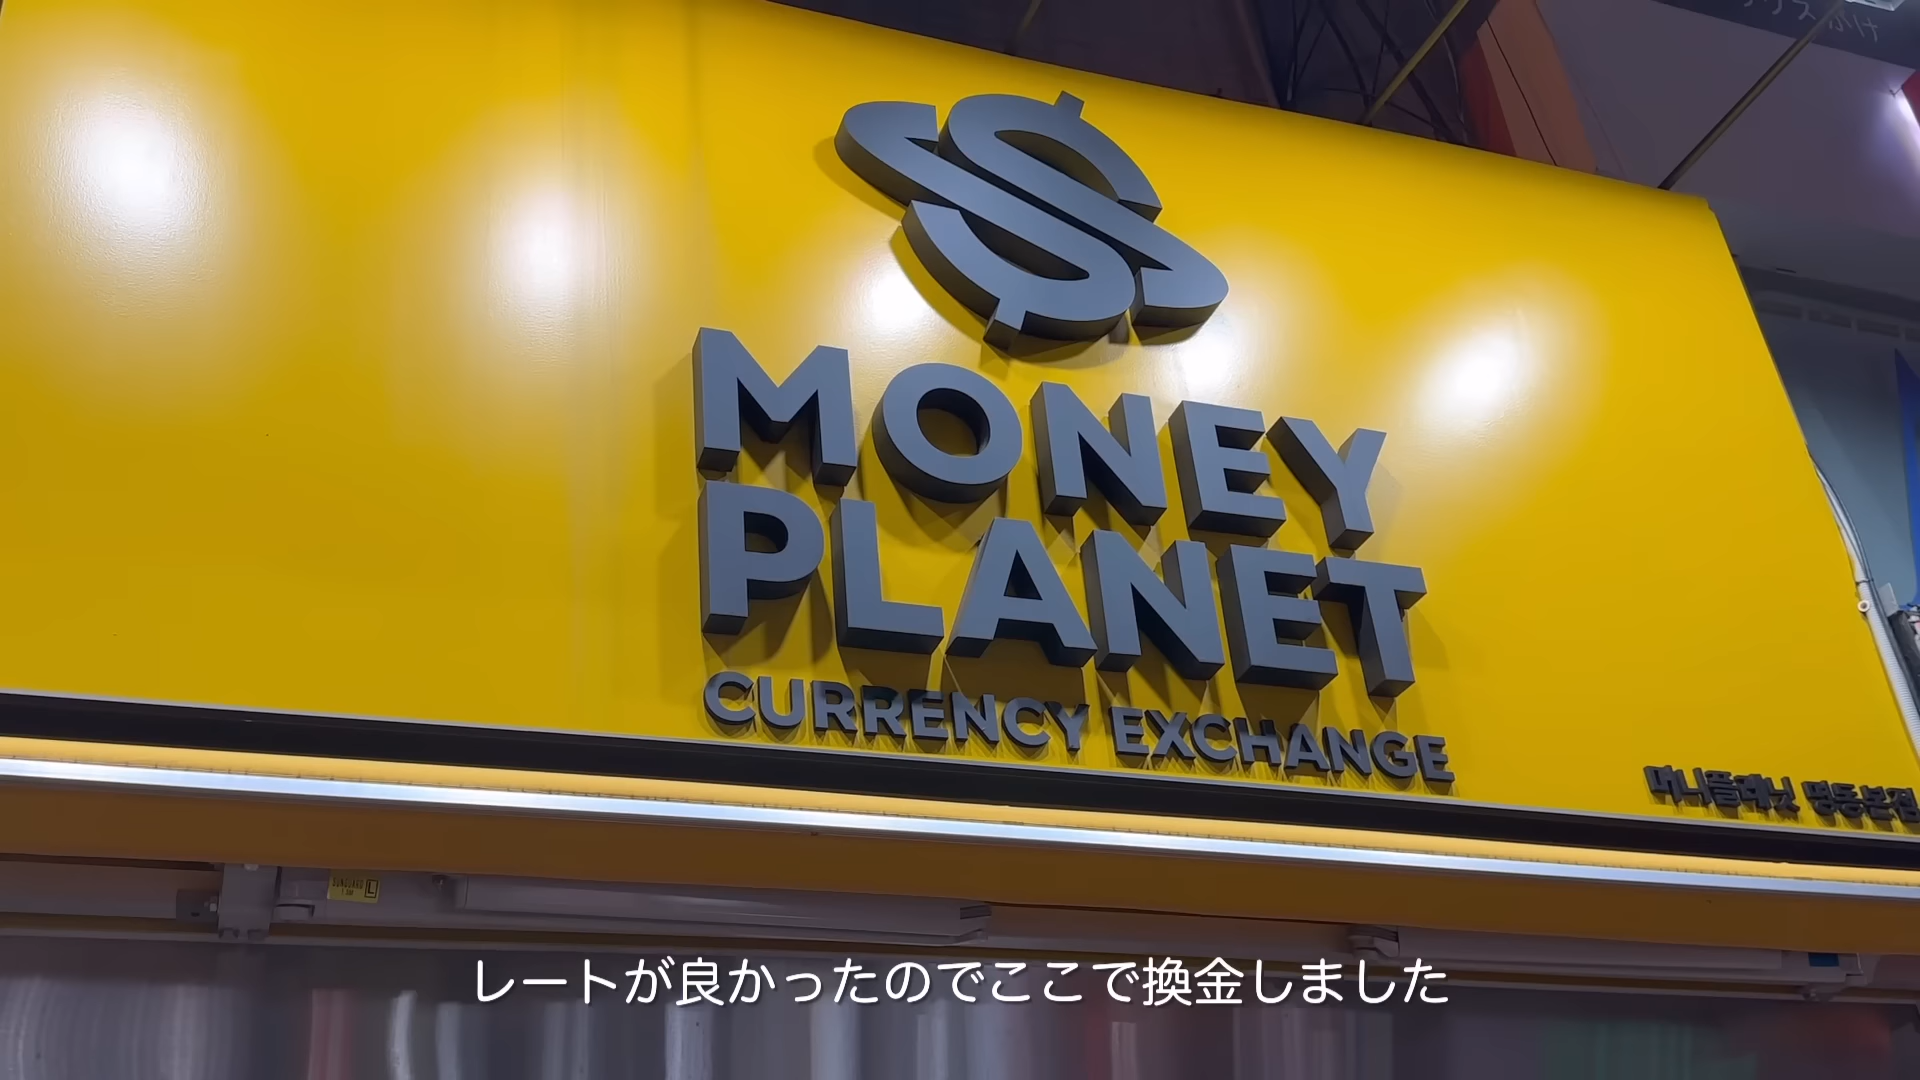 MONEY
PLANET
CURRENCY EXCHANGE
머니플래닛 명동본점
レートが良かったのでここで換金しました